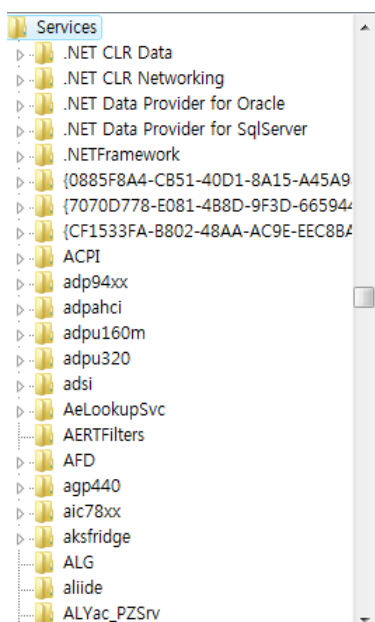 Services
.NET CLR Data
.NET CLR Networking
.NET Data Provider for Oracle
.NET Data Provider for SqlServer
.NETFramework
{0885F8A4-CB51-40D1-8A15-A45A9
{7070D778-E081-4B8D-9F3D-665944
{CF1533FA-B802-48AA-AC9E-EEC8BA
ACPI
adp94xx
adpahci
adpu160m
adpu320
adsi
AeLookupSvc
AERTFilters
AFD
agp440
aic78xx
aksfridge
ALG
aliide
ALYac_PZSrv